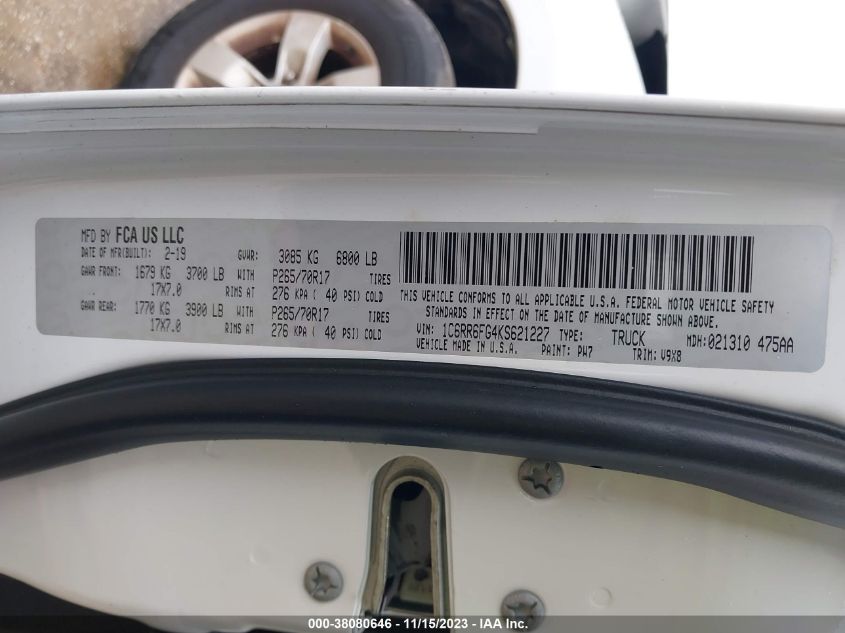 MFD BY FCA US LLC
DATE OF MFR(BUILT): 2-19 GVWR: 3085 KG 6800 LB
GAWR FRONT: 1679 KG 3700 LB WITH P265/70R17 TIRES
17X7.0 RIMS AT 276 KPA ( 40 PSI) COLD
GAWR REAR: 1770 KG 3900 LB WITH P265/70R17 TIRES
17X7.0 RIMS AT 276 KPA ( 40 PSI) COLD
THIS VEHICLE CONFORMS TO ALL APPLICABLE U.S.A. FEDERAL MOTOR VEHICLE SAFETY
STANDARDS IN EFFECT ON THE DATE OF MANUFACTURE SHOWN ABOVE.
VIN: 1C6RR6FG4KS621227 TYPE: TRUCK MDH:021310 475AA
VEHICLE MADE IN U.S.A. PAINT: PW7 TRIM: V9X8
000-38080646 - 11/15/2023 - IAA Inc.